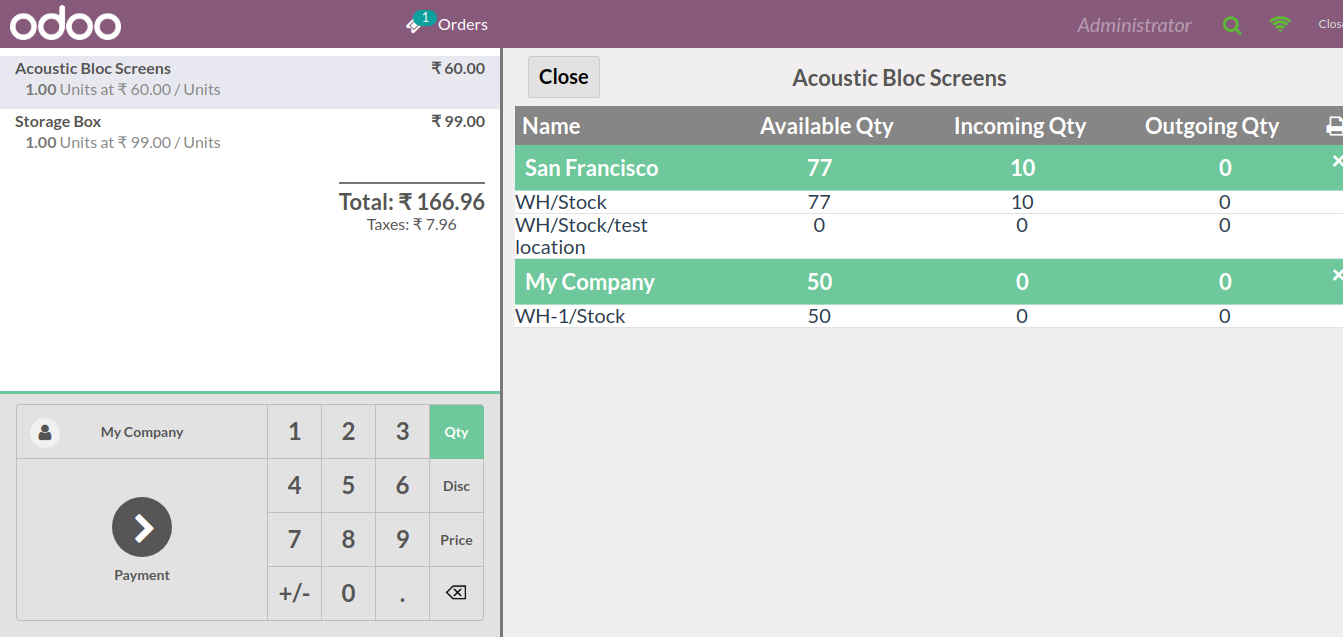 odoo
1 Orders
Administrator
Clos
Acoustic Bloc Screens ₹ 60.00
1.00 Units at ₹ 60.00 / Units
Storage Box ₹ 99.00
1.00 Units at ₹ 99.00 / Units
Total: ₹ 166.96
Taxes: ₹ 7.96
My Company
1 2 3 Qty
4 5 6 Disc
Payment
7 8 9 Price
+/- 0 .
Close
Acoustic Bloc Screens
Name Available Qty Incoming Qty Outgoing Qty
San Francisco 77 10 0
WH/Stock 77 10 0
WH/Stock/test 0 0 0
location
My Company 50 0 0
WH-1/Stock 50 0 0